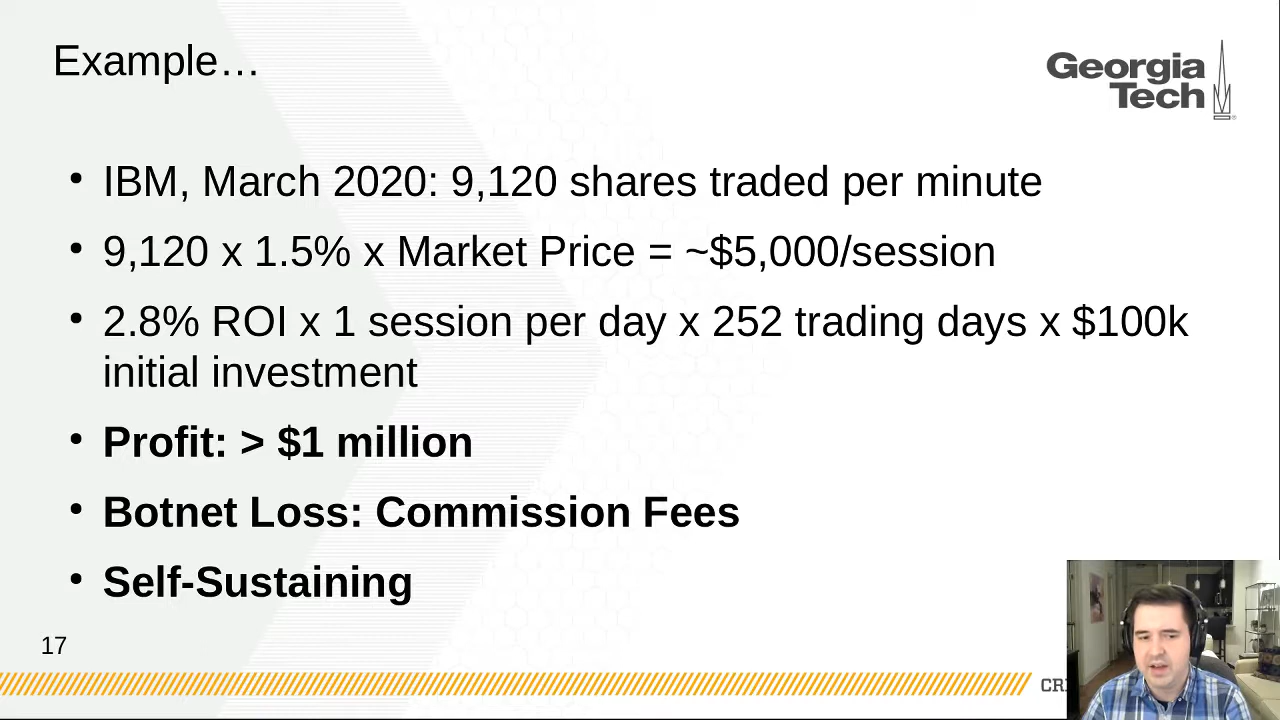 Example…
Georgia
Tech
• IBM, March 2020: 9,120 shares traded per minute
• 9,120 x 1.5% x Market Price = ~$5,000/session
• 2.8% ROI x 1 session per day x 252 trading days x $100k
initial investment
• Profit: > $1 million
• Botnet Loss: Commission Fees
• Self-Sustaining
17